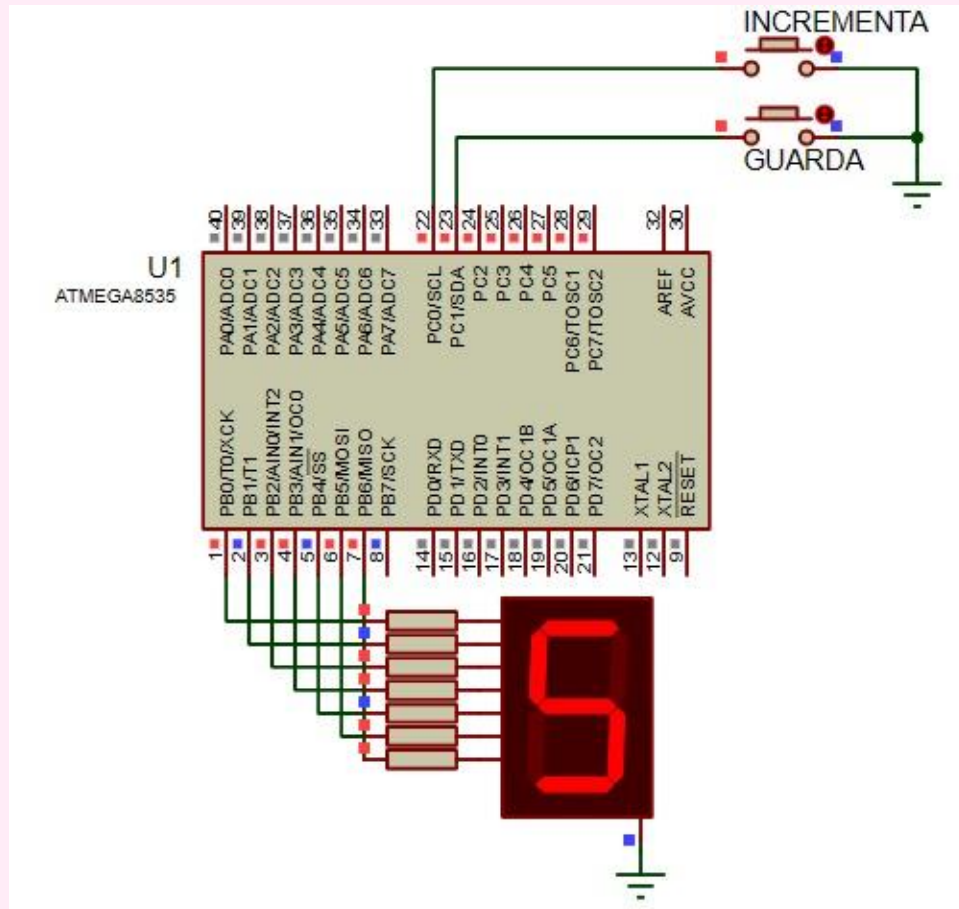 INCREMENTA
GUARDA
U1
ATMEGA8535
40
39
38
37
36
35
34
33
22
23
24
25
26
27
28
29
32
30
PA0/ADC0
PA1/ADC1
PA2/ADC2
PA3/ADC3
PA4/ADC4
PA5/ADC5
PA6/ADC6
PA7/ADC7
PC0/SCL
PC1/SDA
PC2
PC3
PC4
PC5
PC6/TOSC1
PC7/TOSC2
AREF
AVCC
PB0/T0/XCK
PB1/T1
PB2/AIN0/INT2
PB3/AIN1/OC0
PB4/SS
PB5/MOSI
PB6/MISO
PB7/SCK
PD0/RXD
PD1/TXD
PD2/INT0
PD3/INT1
PD4/OC1B
PD5/OC1A
PD6/ICP1
PD7/OC2
XTAL1
XTAL2
RESET
1
2
3
4
5
6
7
8
14
15
16
17
18
19
20
21
13
12
9
5